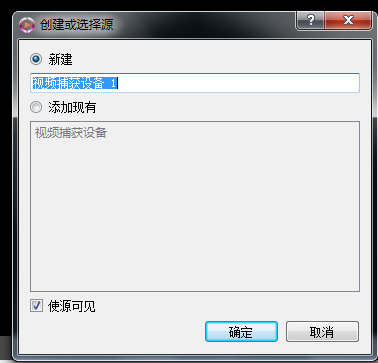 创建或选择源
新建
视频捕获设备 1
添加现有
视频捕获设备
使源可见
确定
取消